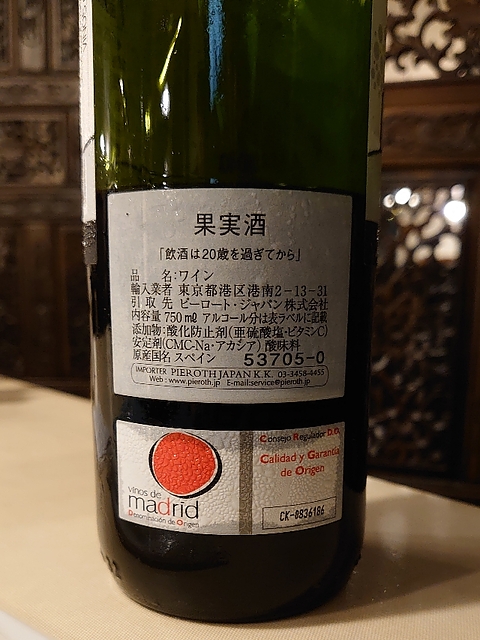 果実酒
「飲酒は20歳を過ぎてから」
品　　名:ワイン
輸入業者 東京都港区港南2-13-31
引 取 先 ピーロート・ジャパン株式会社
内容量 750㎖ アルコール分は表ラベルに記載
添加物:酸化防止剤(亜硫酸塩・ビタミンC)
安定剤(CMC-Na・アカシア) 酸味料
原産国名 スペイン 53705-0
IMPORTER PIEROTH JAPAN K.K. 03-3458-4455
Web : www.pieroth.jp E-mail:service@pieroth.jp
vinos de
madrid
Denominación de Origen
Consejo Regulador D.O.
Calidad y Garantía
de Origen
CK-0836186